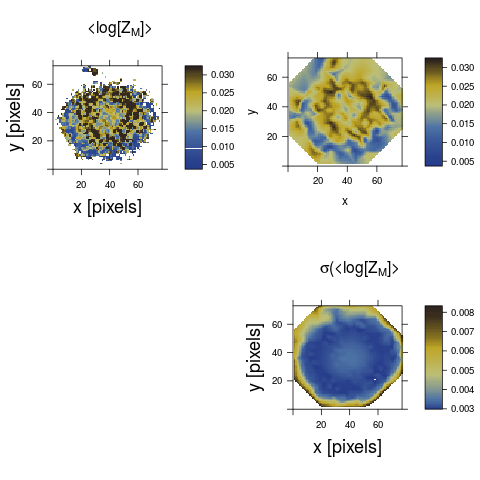 <log[Z_M]>
60
40
20
y [pixels]
20 40 60
x [pixels]
0.030
0.025
0.020
0.015
0.010
0.005
60
40
20
y
20 40 60
x
0.030
0.025
0.020
0.015
0.010
0.005
σ(<log[Z_M]>
60
40
20
y [pixels]
20 40 60
x [pixels]
0.008
0.007
0.006
0.005
0.004
0.003